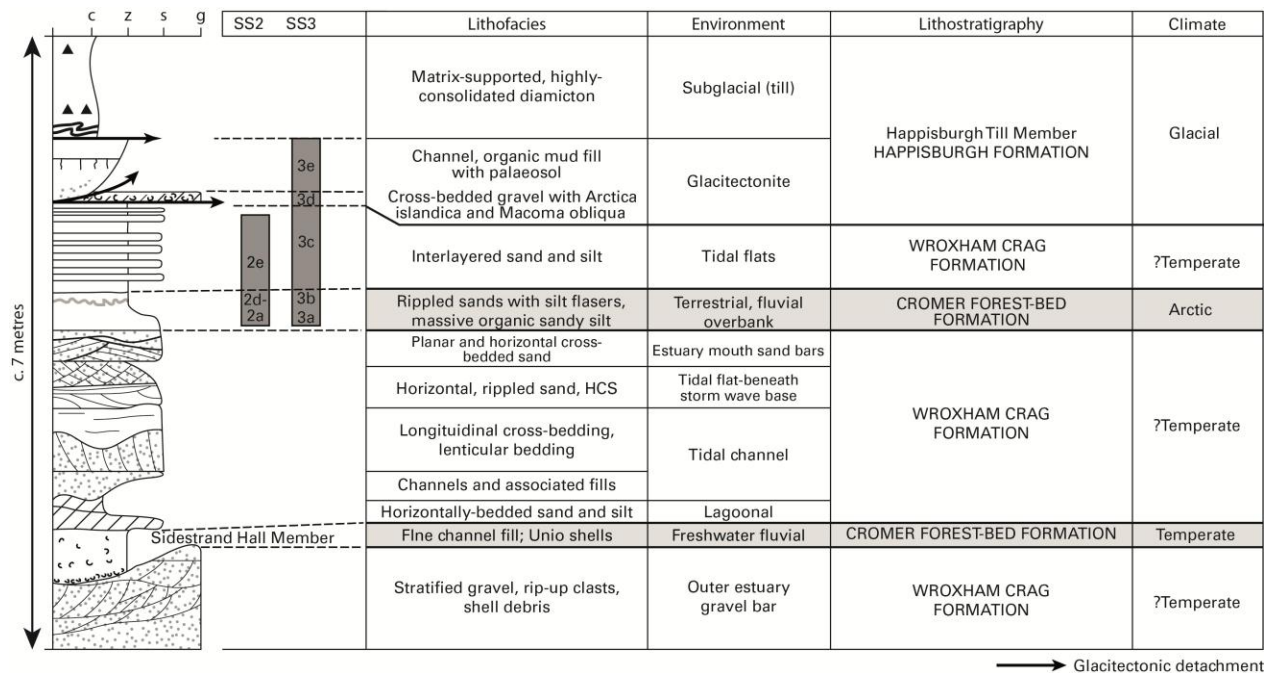 c z s g
SS2 SS3 Lithofacies Environment Lithostratigraphy Climate
c. 7 metres
Matrix-supported, highly-
consolidated diamicton
Subglacial (till)
Happisburgh Till Member
HAPPISBURGH FORMATION
Glacial
3e
Channel, organic mud fill
with palaeosol
Glacitectonite
3d
Cross-bedded gravel with Arctica
islandica and Macoma obliqua
3c
2e
Interlayered sand and silt
Tidal flats
WROXHAM CRAG
FORMATION
?Temperate
2d-
2a
3b
3a
Rippled sands with silt flasers,
massive organic sandy silt
Terrestrial, fluvial
overbank
CROMER FOREST-BED
FORMATION
Arctic
Planar and horizontal cross-
bedded sand
Estuary mouth sand bars
Horizontal, rippled sand, HCS
Tidal flat-beneath
storm wave base
WROXHAM CRAG
FORMATION
?Temperate
Longituidinal cross-bedding,
lenticular bedding
Tidal channel
Channels and associated fills
Horizontally-bedded sand and silt
Lagoonal
Sidestrand Hall Member
FIne channel fill; Unio shells
Freshwater fluvial
CROMER FOREST-BED FORMATION
Temperate
Stratified gravel, rip-up clasts,
shell debris
Outer estuary
gravel bar
WROXHAM CRAG
FORMATION
?Temperate
Glacitectonic detachment